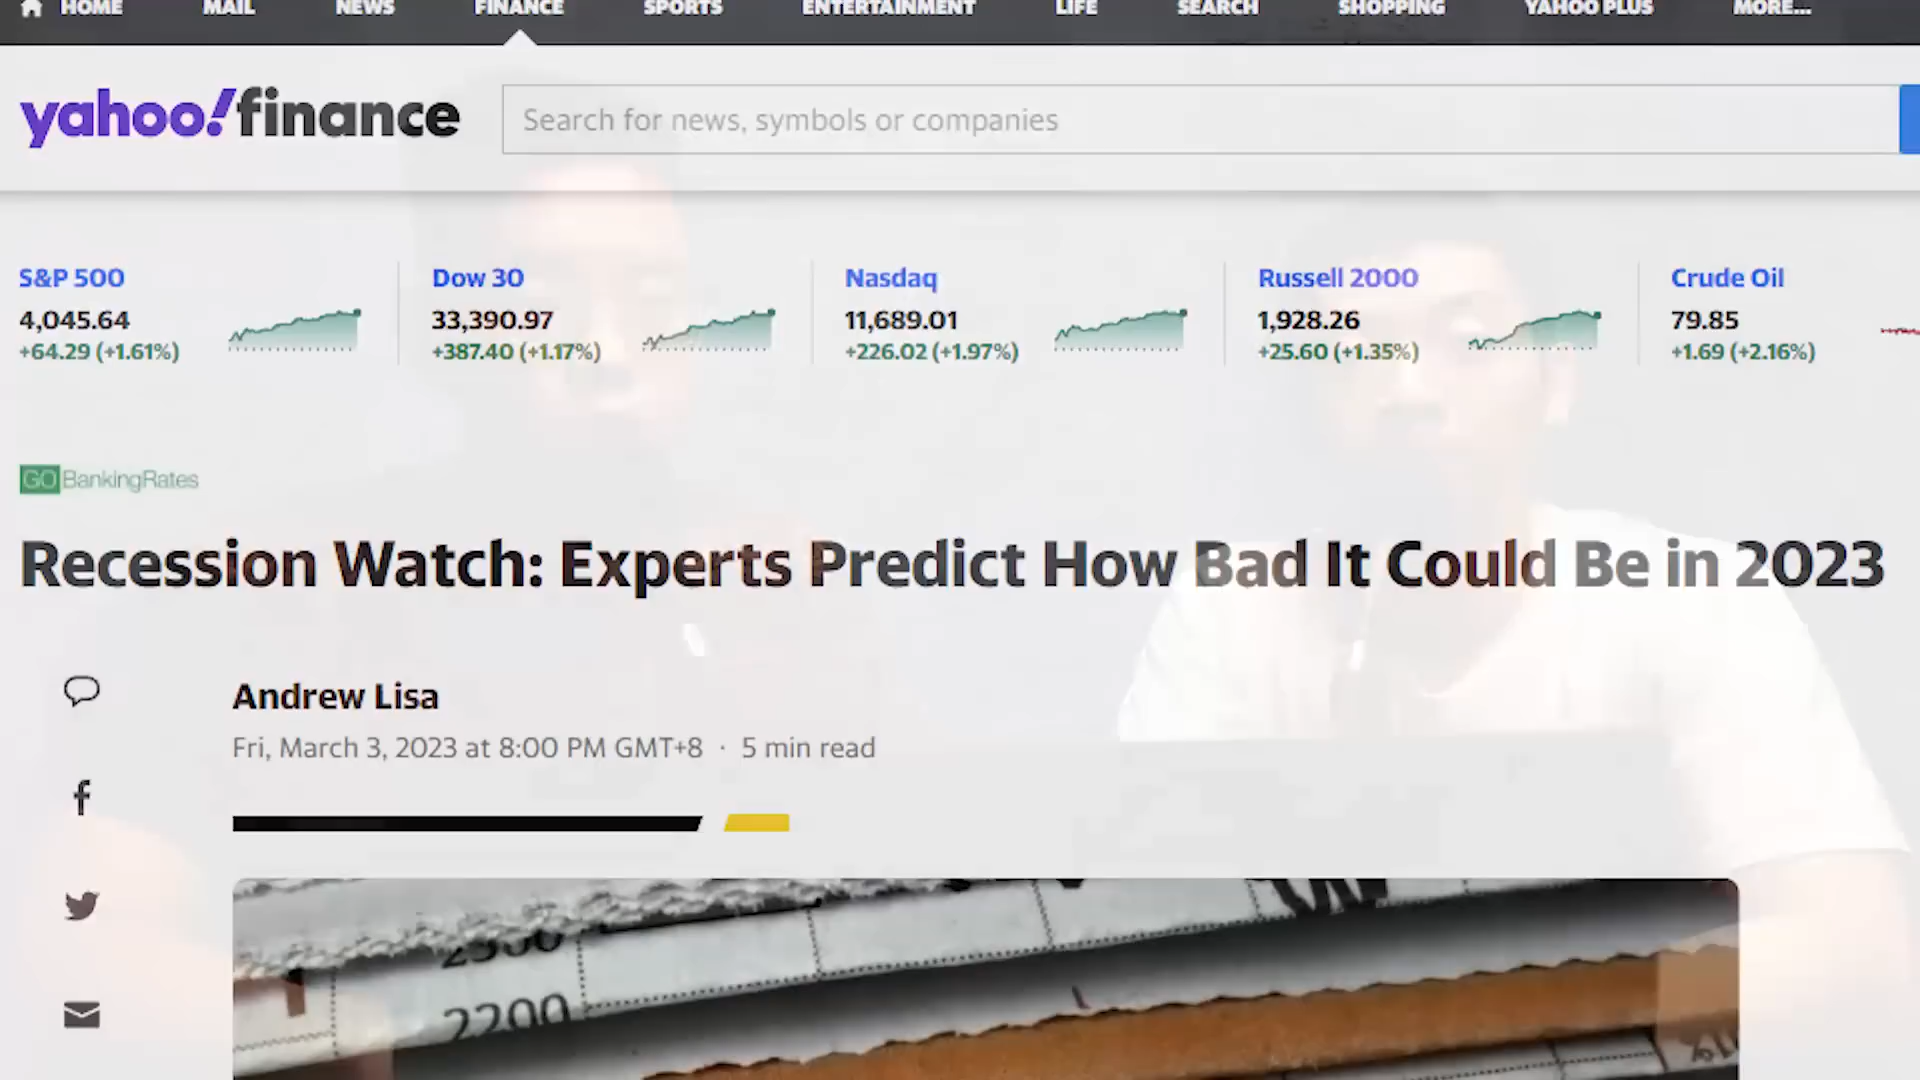 HOME MAIL NEWS FINANCE SPORTS ENTERTAINMENT LIFE SEARCH SHOPPING YAHOO PLUS MORE...
yahoo!finance
Search for news, symbols or companies
S&P 500 Dow 30 Nasdaq Russell 2000 Crude Oil
4,045.64 33,390.97 11,689.01 1,928.26 79.85
+64.29 (+1.61%) +387.40 (+1.17%) +226.02 (+1.97%) +25.60 (+1.35%) +1.69 (+2.16%)
GOBankingRates
Recession Watch: Experts Predict How Bad It Could Be in 2023
Andrew Lisa
Fri, March 3, 2023 at 8:00 PM GMT+8 · 5 min read
2300
2200